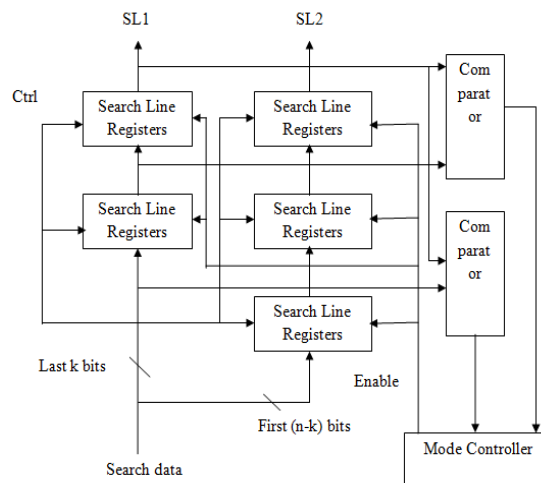 SL1
SL2
Ctrl
Search Line
Registers
Search Line
Registers
Com
parat
or
Search Line
Registers
Search Line
Registers
Com
parat
or
Search Line
Registers
Last k bits
Enable
First (n-k) bits
Mode Controller
Search data